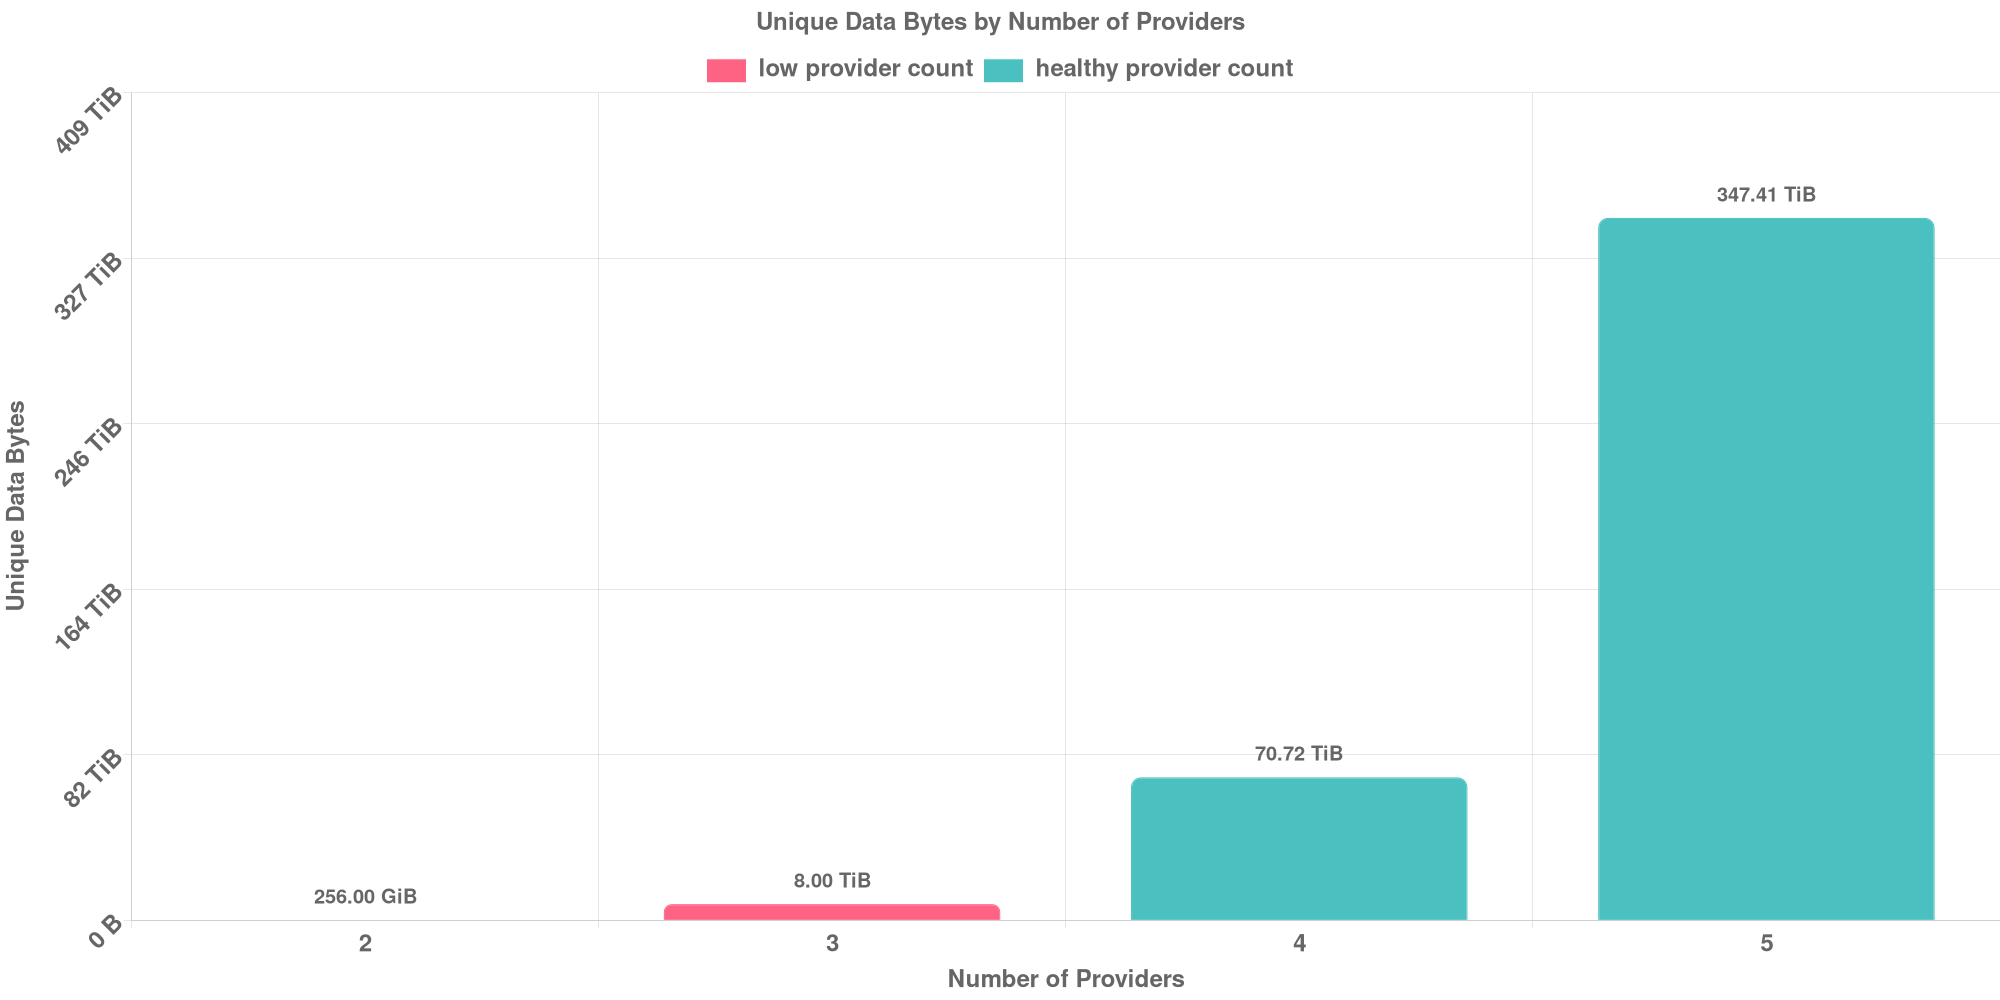 Unique Data Bytes by Number of Providers
low provider count healthy provider count
409 TiB
327 TiB
246 TiB
164 TiB
82 TiB
0 B
Unique Data Bytes
256.00 GiB
8.00 TiB
70.72 TiB
347.41 TiB
2 3 4 5
Number of Providers